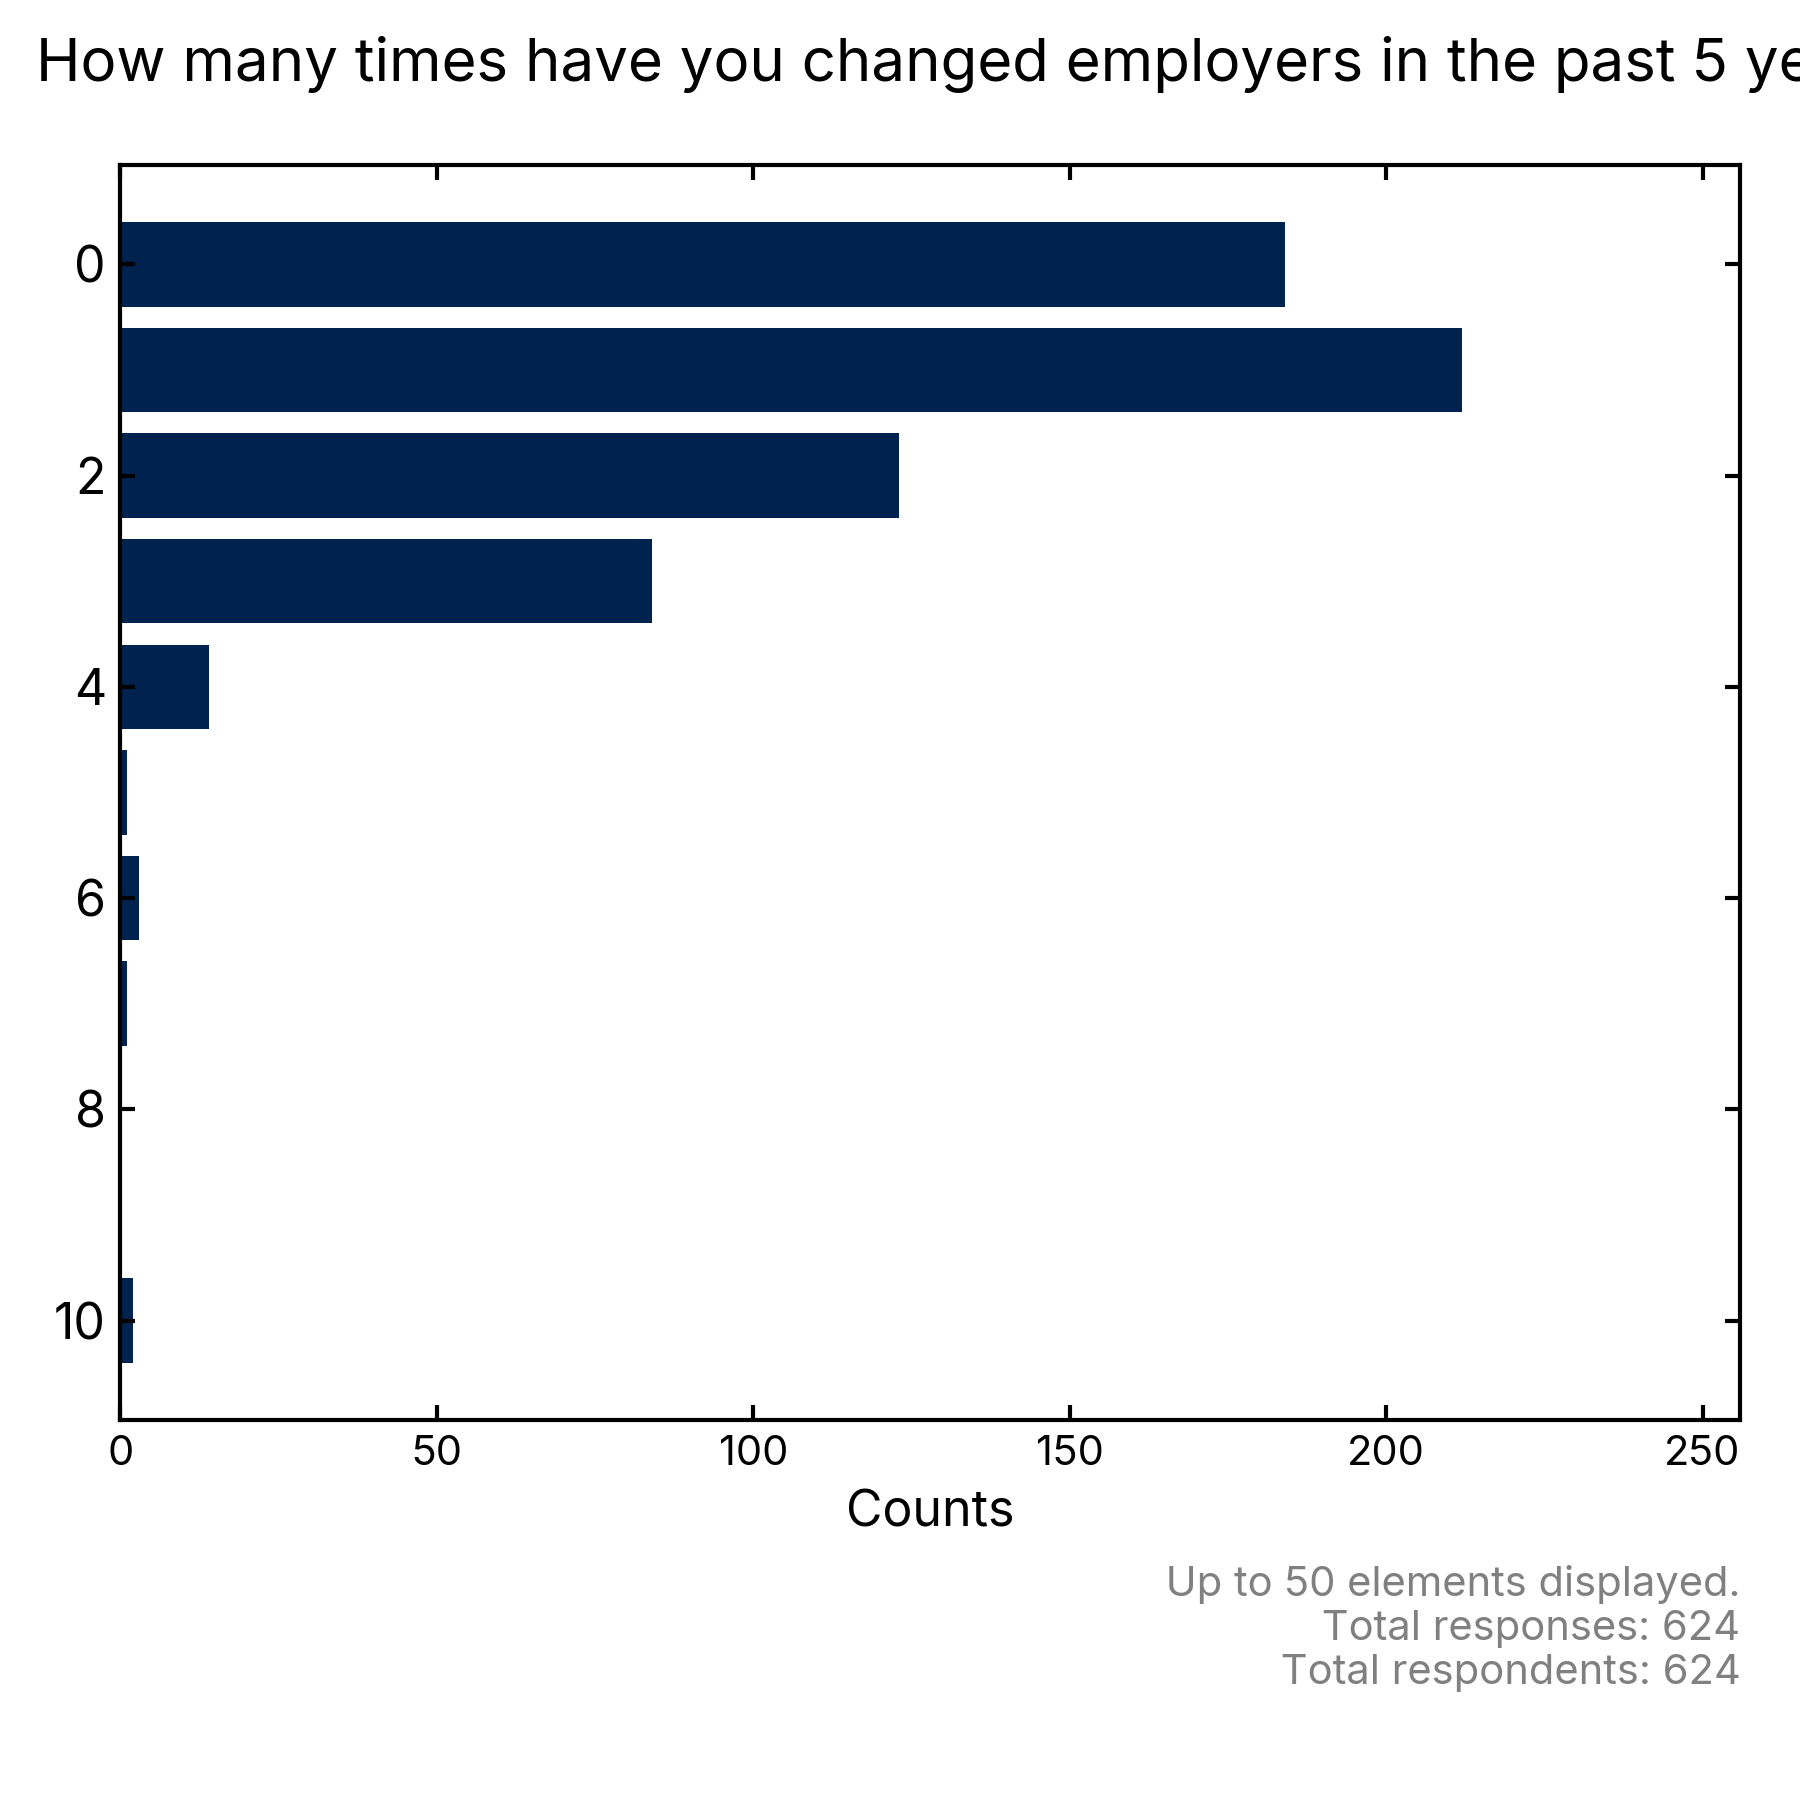 How many times have you changed employers in the past 5 ye
0
2
4
6
8
10
0 50 100 150 200 250
Counts
Up to 50 elements displayed.
Total responses: 624
Total respondents: 624